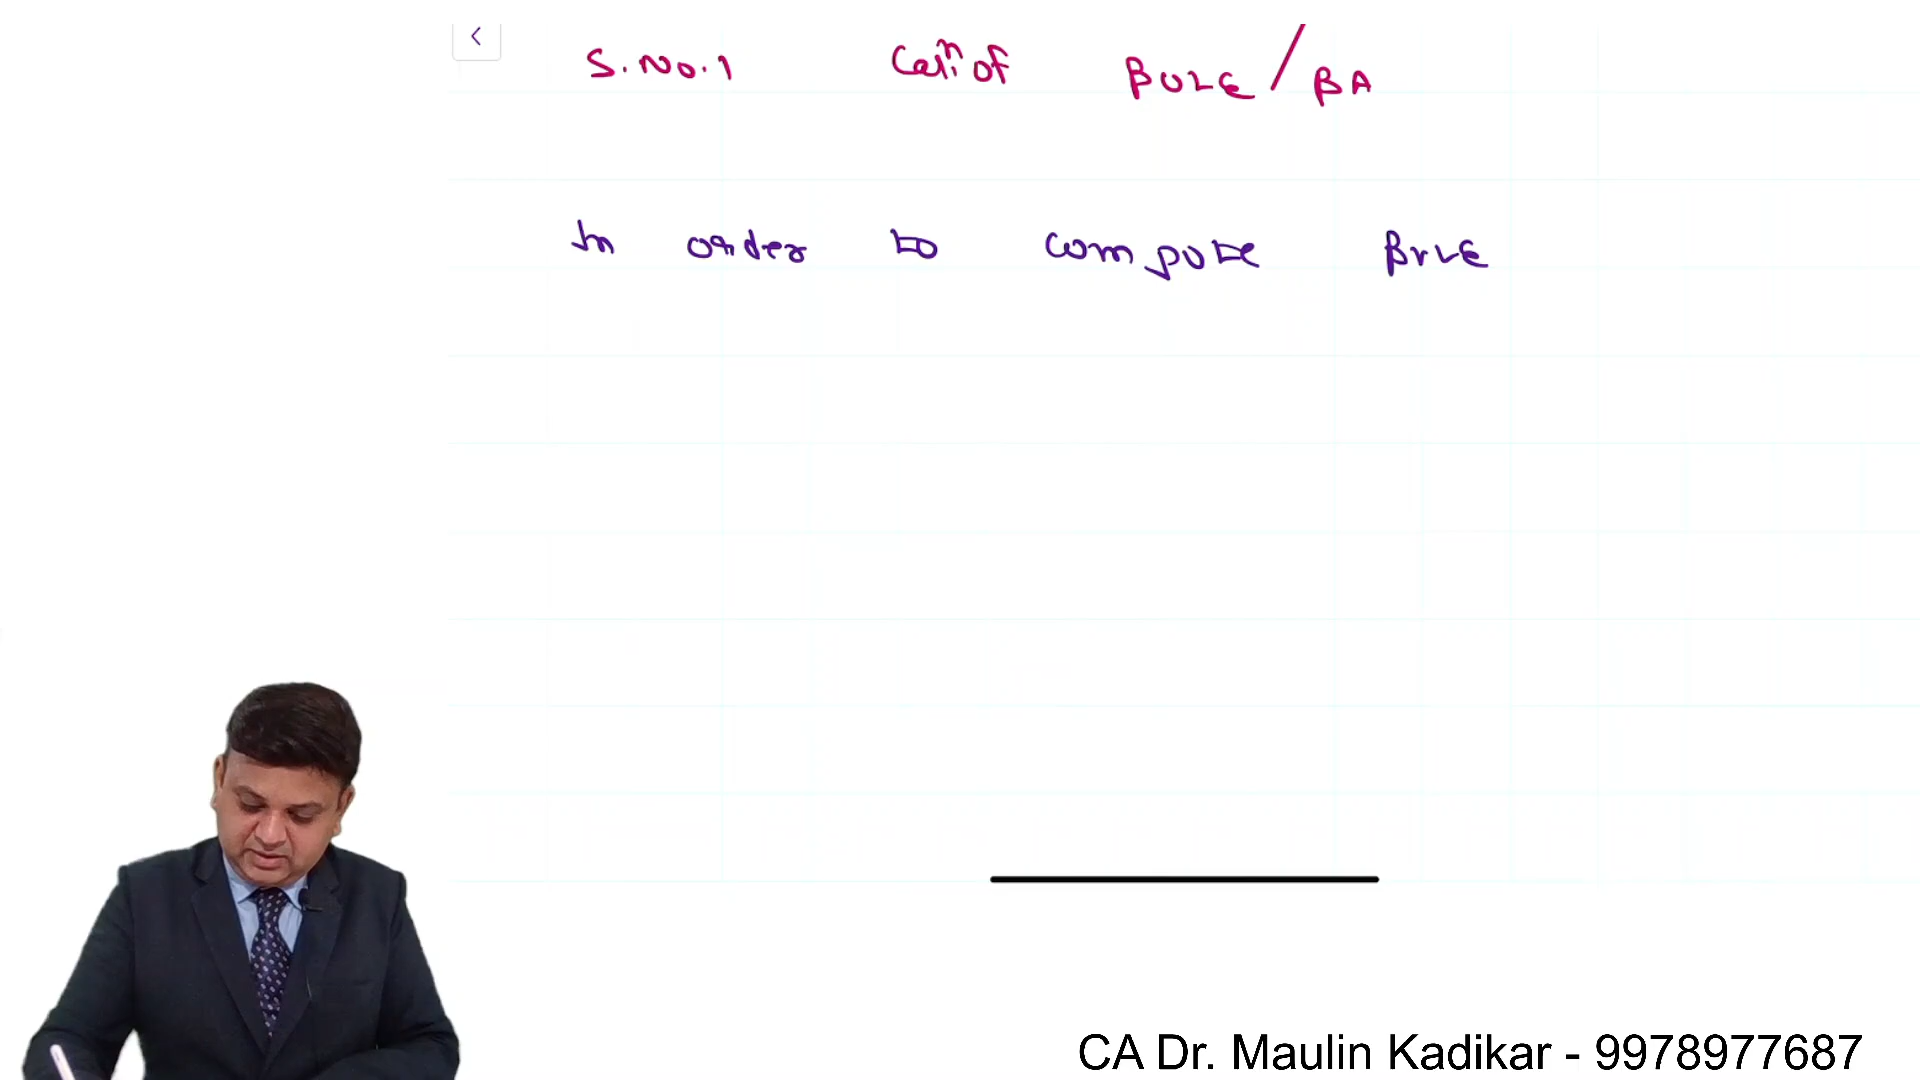 S. No. 1 Caln. of BULE / BA
In order to compute BULE
CA Dr. Maulin Kadikar - 9978977687